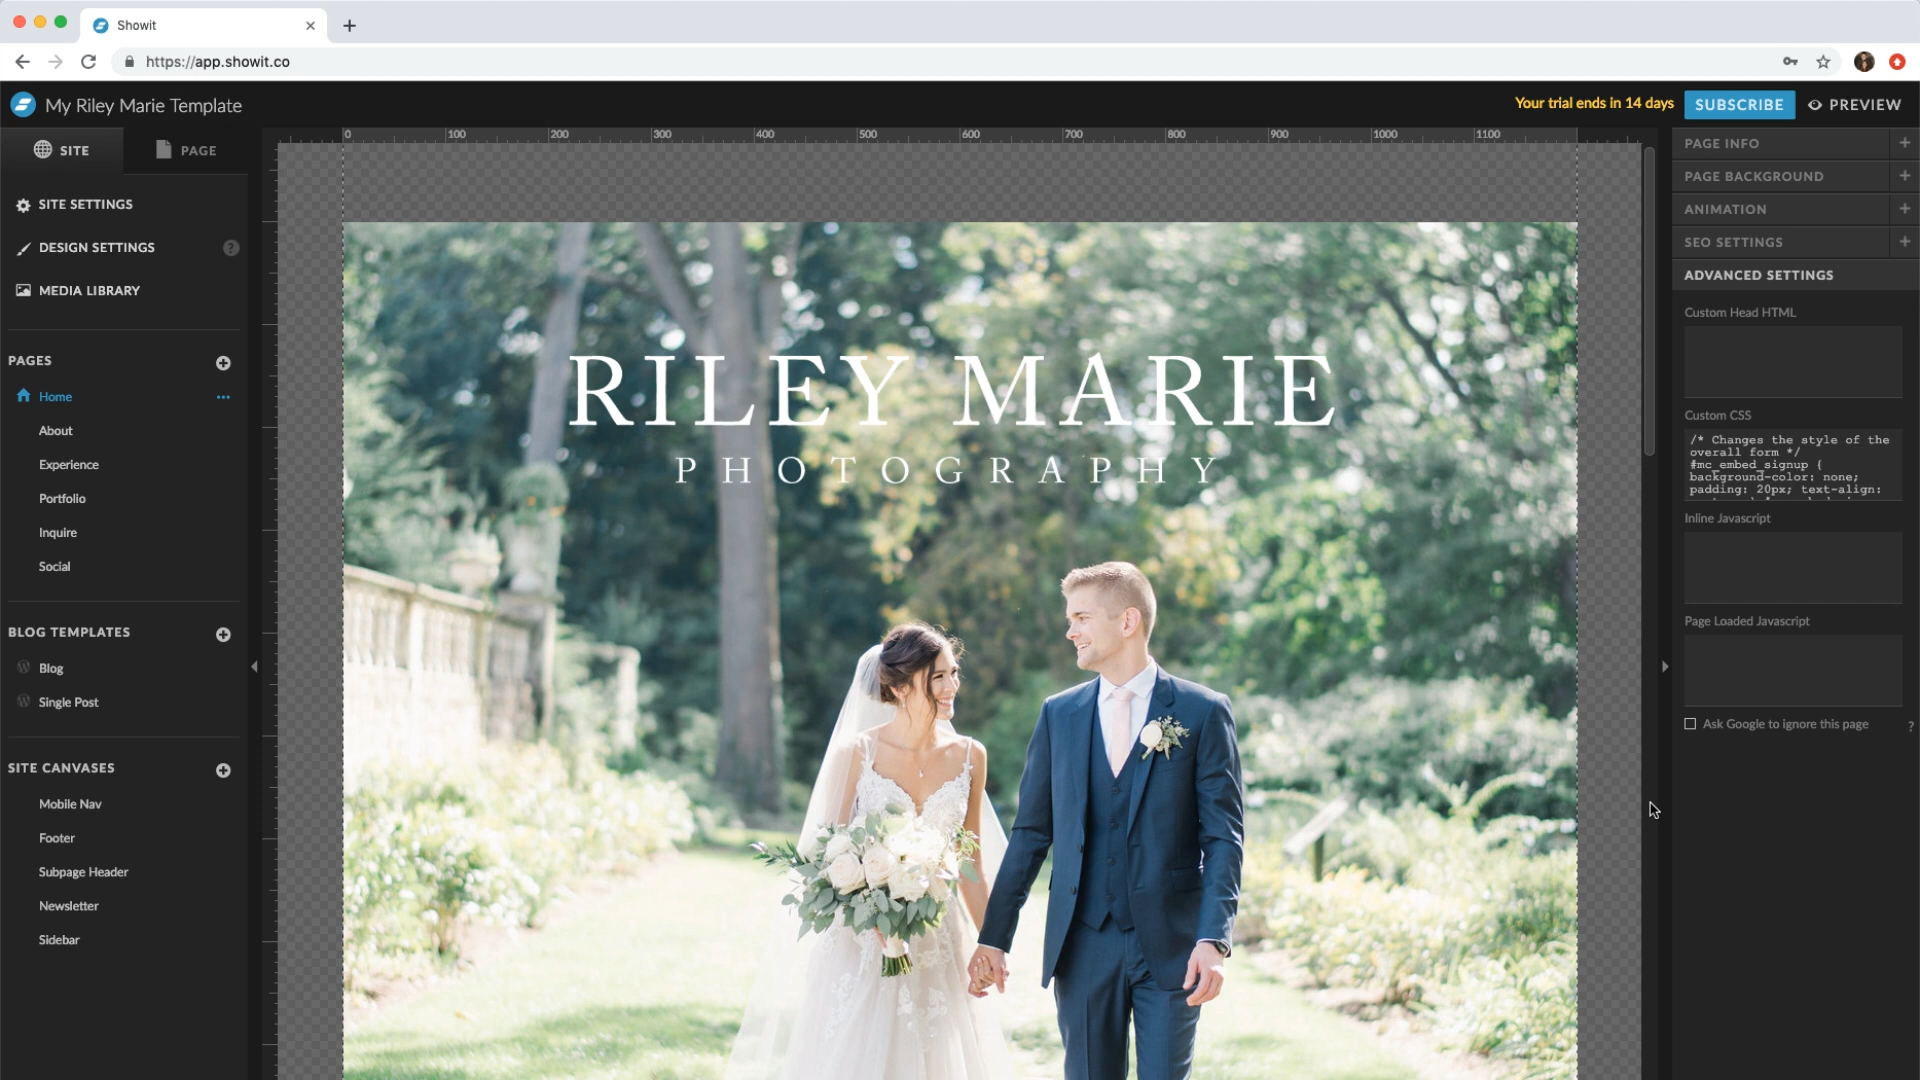 Showit
https://app.showit.co
My Riley Marie Template
Your trial ends in 14 days
SUBSCRIBE
PREVIEW
SITE
PAGE
0 100 200 300 400 500 600 700 800 900 1000 1100
SITE SETTINGS
DESIGN SETTINGS ?
MEDIA LIBRARY
PAGES
Home
About
Experience
Portfolio
Inquire
Social
BLOG TEMPLATES
Blog
Single Post
SITE CANVASES
Mobile Nav
Footer
Subpage Header
Newsletter
Sidebar
RILEY MARIE
PHOTOGRAPHY
PAGE INFO +
PAGE BACKGROUND +
ANIMATION +
SEO SETTINGS +
ADVANCED SETTINGS
Custom Head HTML
Custom CSS
/* Changes the style of the
overall form */
#mc_embed_signup {
background-color: none;
padding: 20px; text-align:
Inline Javascript
Page Loaded Javascript
Ask Google to ignore this page ?